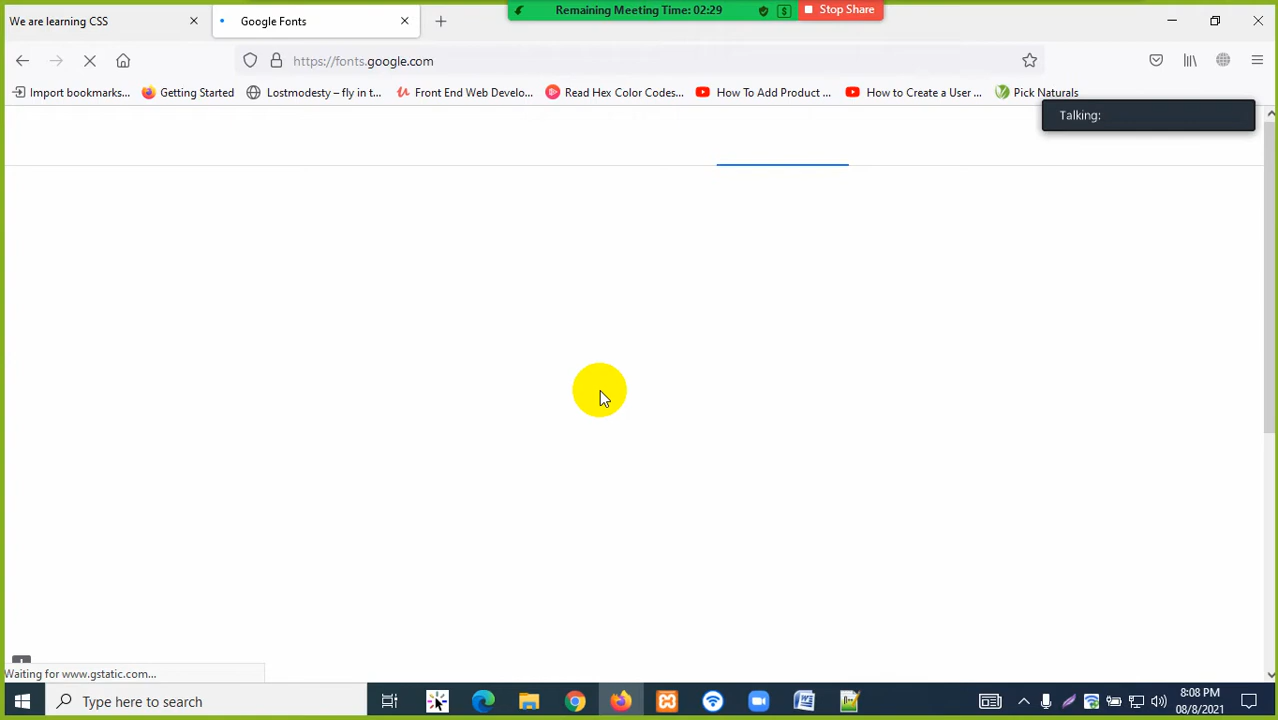 Remaining Meeting Time: 02:29 Stop Share
We are learning CSS Google Fonts
https://fonts.google.com
Import bookmarks... Getting Started Lostmodesty – fly in t... Front End Web Develo... Read Hex Color Codes... How To Add Product ... How to Create a User ... Pick Naturals
Talking:
Waiting for www.gstatic.com...
Type here to search
8:08 PM
08/8/2021